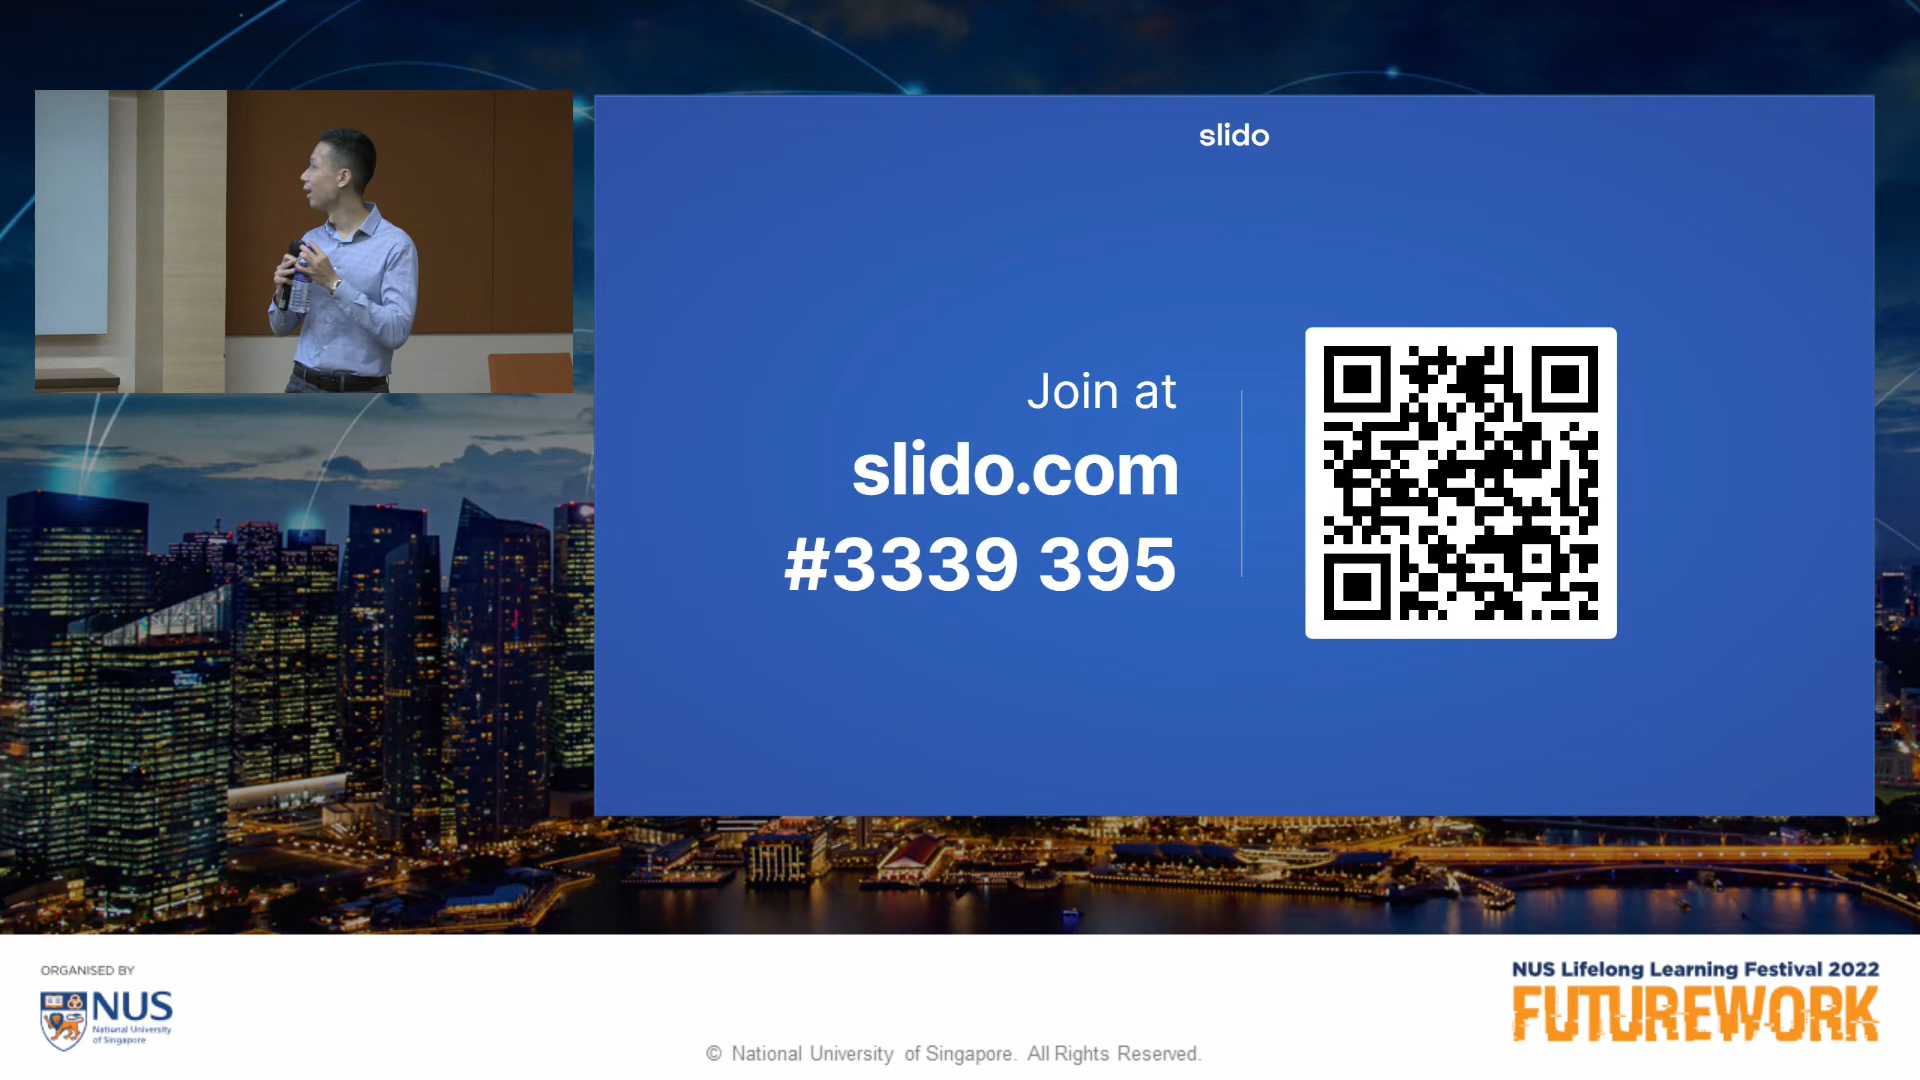 slido
Join at
slido.com
#3339 395
ORGANISED BY
NUS
National University
of Singapore
NUS Lifelong Learning Festival 2022
FUTUREWORK
© National University of Singapore. All Rights Reserved.